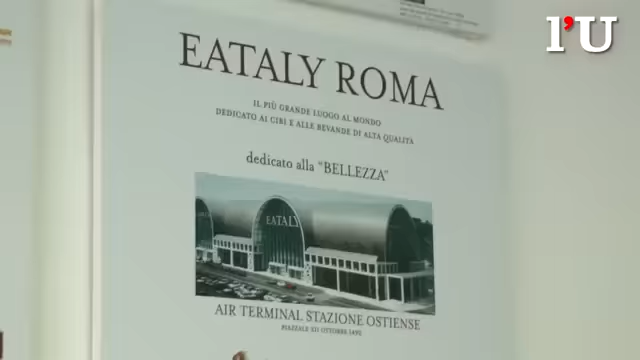 l'U
EATALY ROMA
IL PIÙ GRANDE LUOGO AL MONDO
DEDICATO AI CIBI E ALLE BEVANDE DI ALTA QUALITÀ
dedicato alla "BELLEZZA"
EATALY
AIR TERMINAL STAZIONE OSTIENSE
PIAZZALE XII OTTOBRE 1492